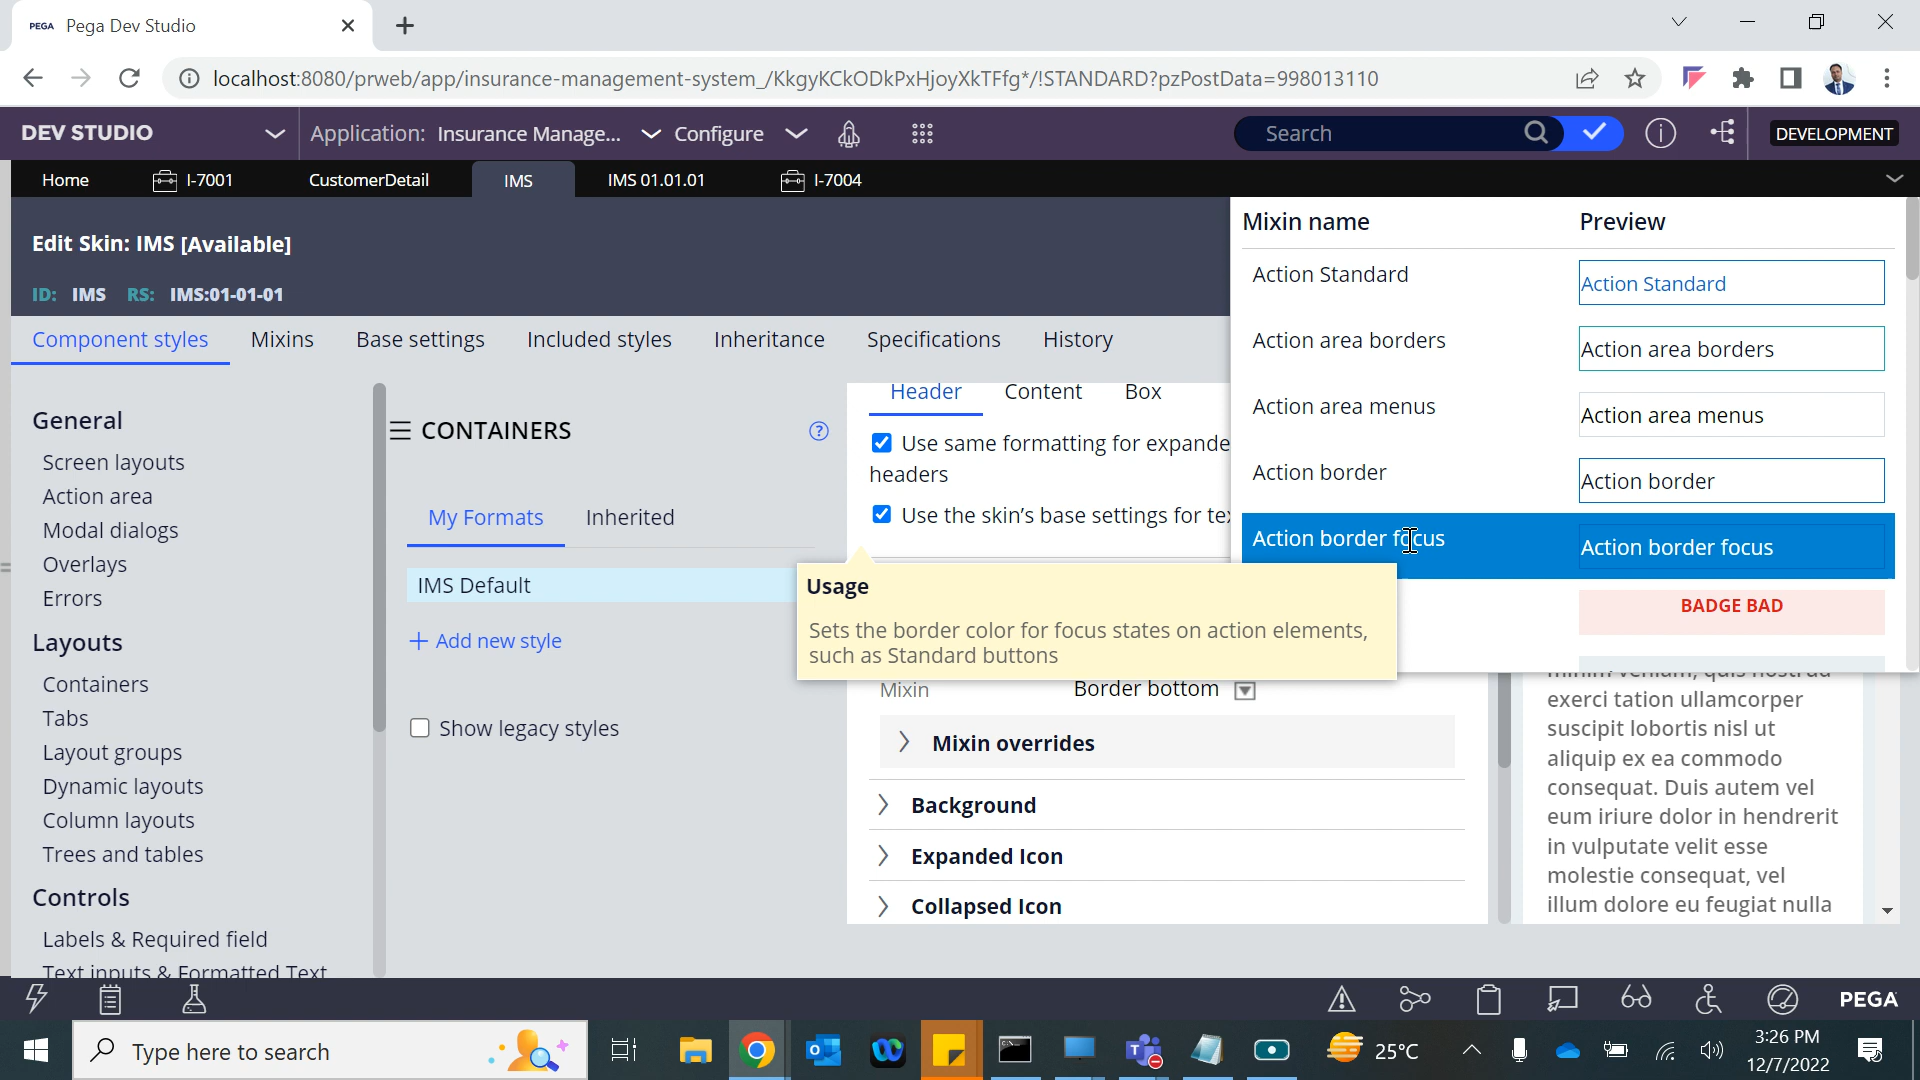 PEGA Pega Dev Studio
localhost:8080/prweb/app/insurance-management-system_/KkgyKCkODkPxHjoyXkTFfg*/!STANDARD?pzPostData=998013110
DEV STUDIO
Application: Insurance Manage...
Configure
Search
DEVELOPMENT
Home
I-7001
CustomerDetail
IMS
IMS 01.01.01
I-7004
Edit Skin: IMS [Available]
ID: IMS RS: IMS:01-01-01
Component styles
Mixins
Base settings
Included styles
Inheritance
Specifications
History
General
Screen layouts
Action area
Modal dialogs
Overlays
Errors
Layouts
Containers
Tabs
Layout groups
Dynamic layouts
Column layouts
Trees and tables
Controls
Labels & Required field
Text inputs & Formatted Text
CONTAINERS
?
My Formats
Inherited
IMS Default
+ Add new style
Show legacy styles
Header
Content
Box
Use same formatting for expande
headers
Use the skin's base settings for te
Usage
Sets the border color for focus states on action elements,
such as Standard buttons
Mixin
Border bottom
Mixin overrides
Background
Expanded Icon
Collapsed Icon
Mixin name
Preview
Action Standard
Action Standard
Action area borders
Action area borders
Action area menus
Action area menus
Action border
Action border
Action border focus
Action border focus
BADGE BAD
minim veniam, quis nostrud
exerci tation ullamcorper
suscipit lobortis nisl ut
aliquip ex ea commodo
consequat. Duis autem vel
eum iriure dolor in hendrerit
in vulputate velit esse
molestie consequat, vel
illum dolore eu feugiat nulla
PEGA
Type here to search
25°C
3:26 PM
12/7/2022